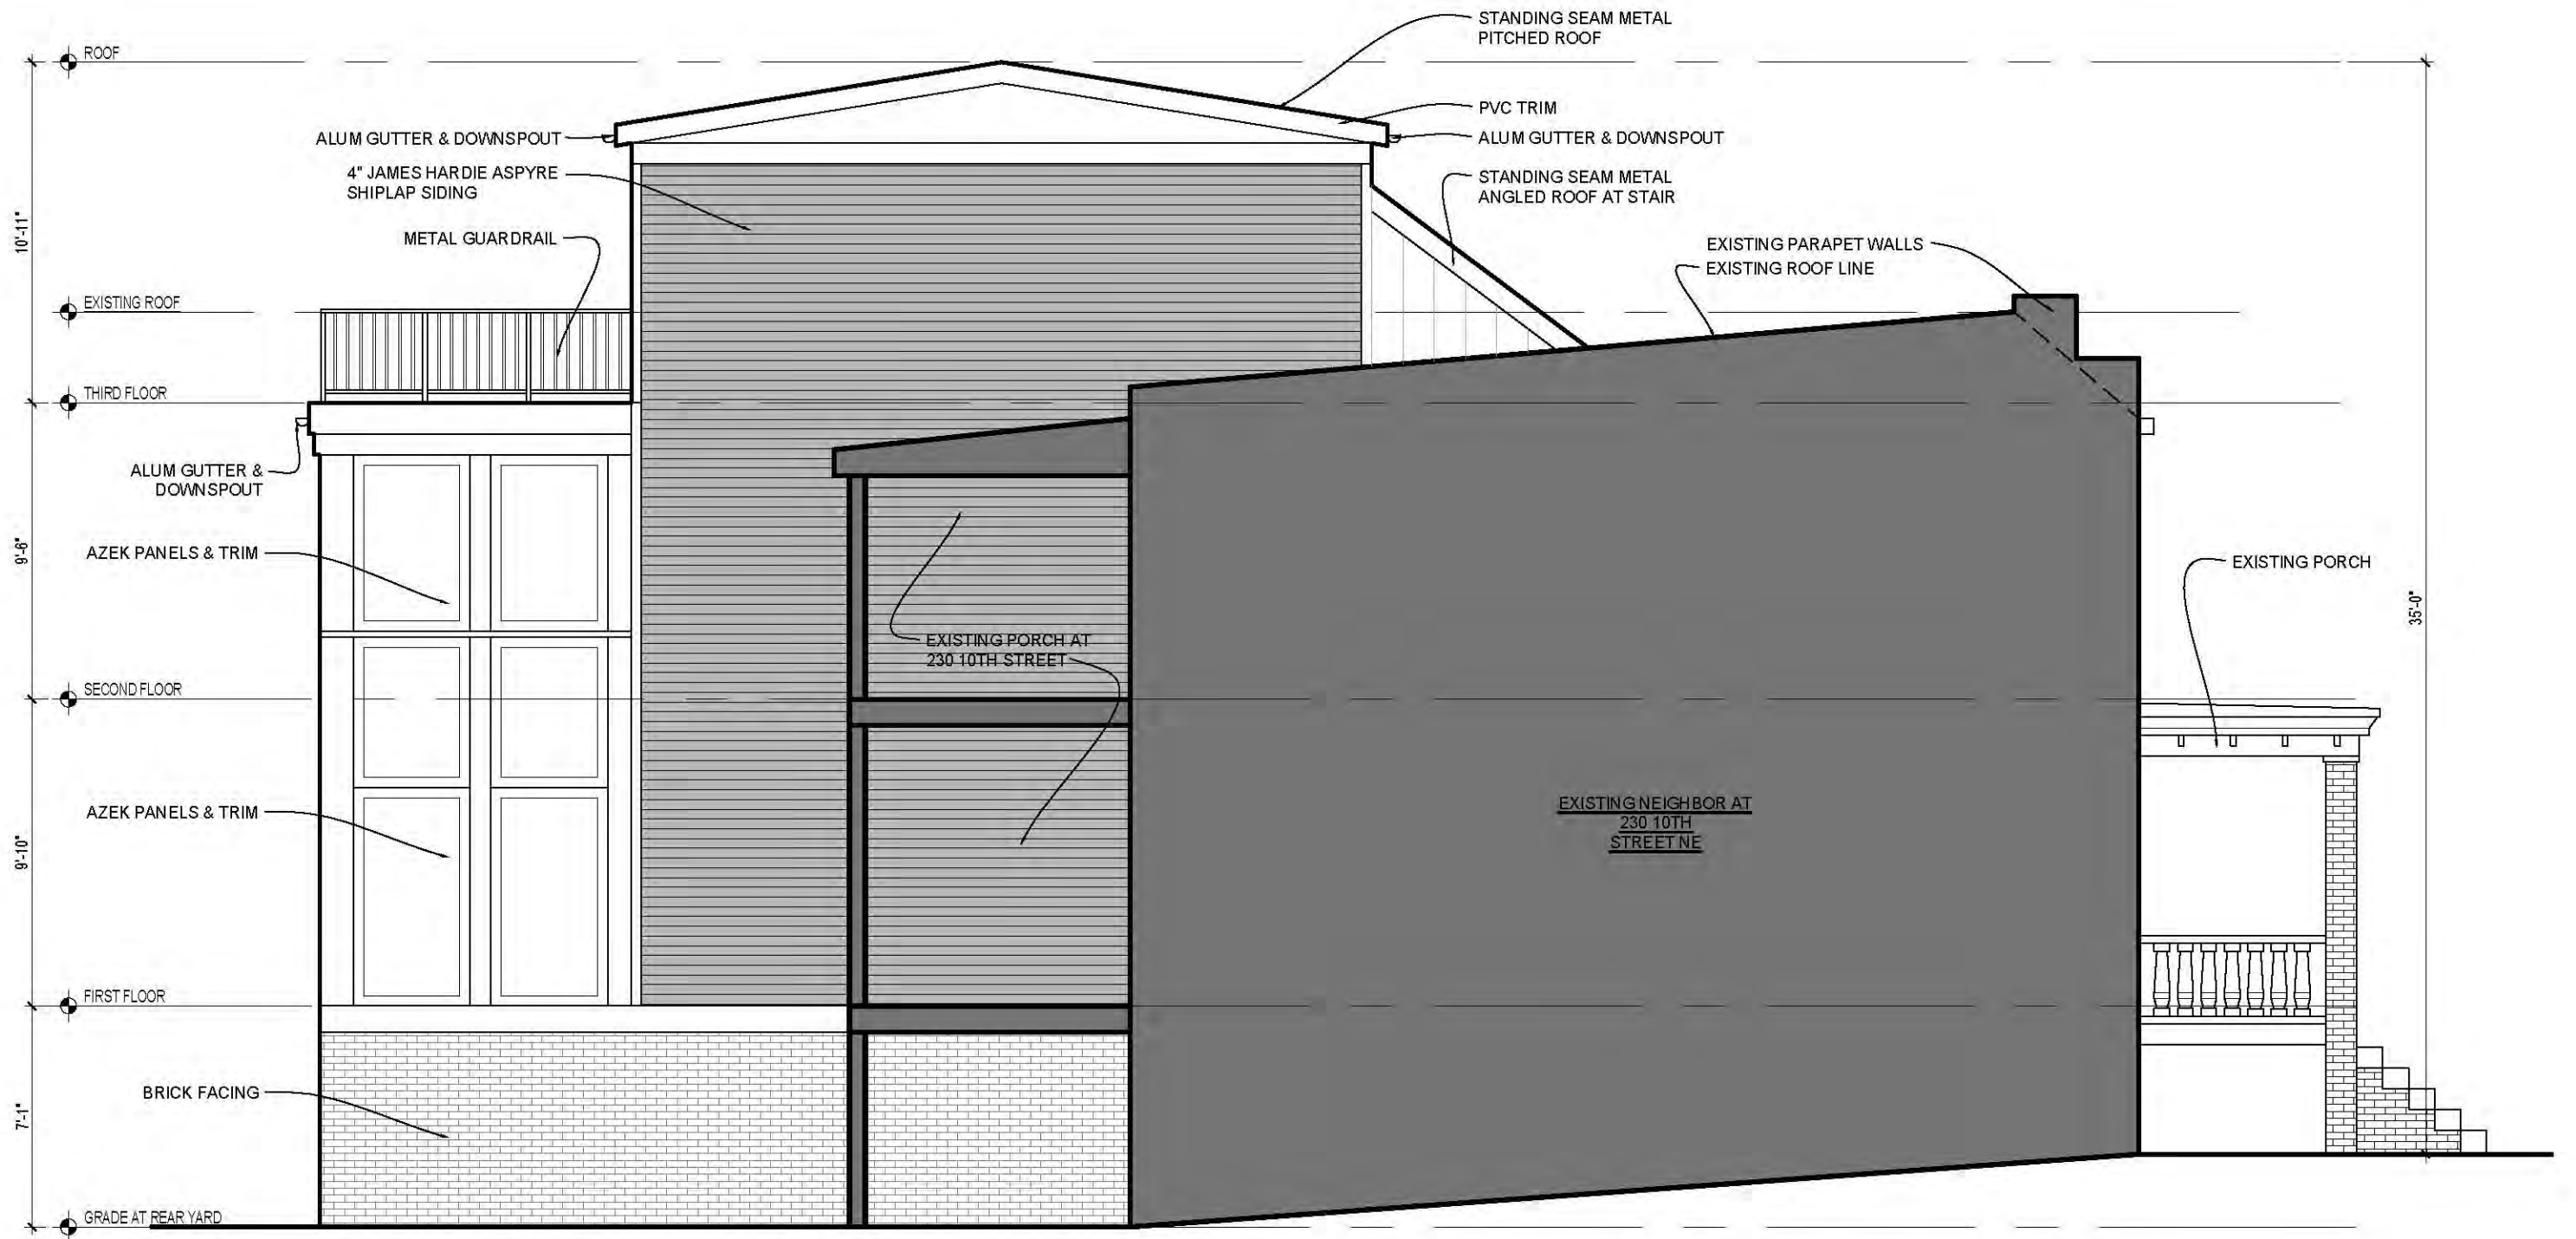 STANDING SEAM METAL
PITCHED ROOF
ROOF
PVC TRIM
ALUM GUTTER & DOWNSPOUT
ALUM GUTTER & DOWNSPOUT
4" JAMES HARDIE ASPYRE
SHIPLAP SIDING
STANDING SEAM METAL
ANGLED ROOF AT STAIR
10'-11"
METAL GUARDRAIL
EXISTING PARAPET WALLS
EXISTING ROOF LINE
EXISTING ROOF
THIRD FLOOR
ALUM GUTTER &
DOWNSPOUT
9'-6"
AZEK PANELS & TRIM
EXISTING PORCH
35'-0"
EXISTING PORCH AT
230 10TH STREET
SECOND FLOOR
AZEK PANELS & TRIM
EXISTING NEIGHBOR AT
230 10TH
STREET NE
9'-10"
FIRST FLOOR
BRICK FACING
7'-1"
GRADE AT REAR YARD